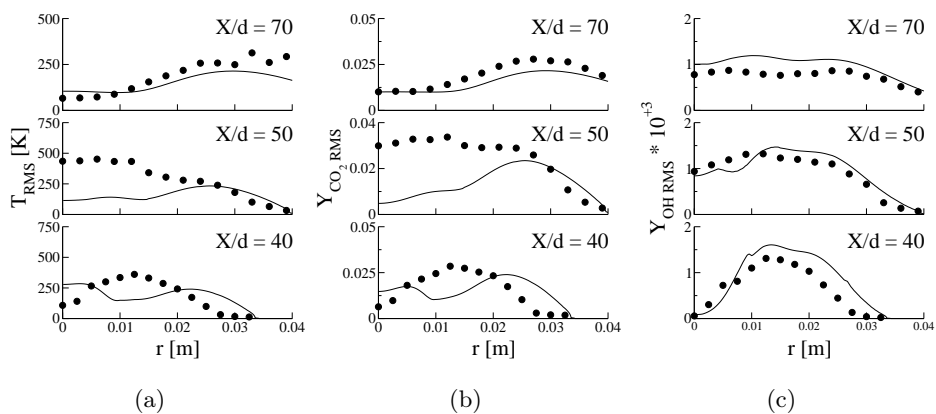 500
250
0
X/d = 70
750
500
250
0
X/d = 50
750
500
250
0
X/d = 40
T_RMS [K]
0 0.01 0.02 0.03 0.04
r [m]
(a)
0.05
0.025
0
X/d = 70
0.04
0.02
0
X/d = 50
0.05
0.025
0
X/d = 40
Y_CO2 RMS
0 0.01 0.02 0.03 0.04
r [m]
(b)
2
1
0
X/d = 70
2
1
0
X/d = 50
2
1
0
X/d = 40
Y_OH RMS * 10^+3
0 0.01 0.02 0.03 0.04
r [m]
(c)